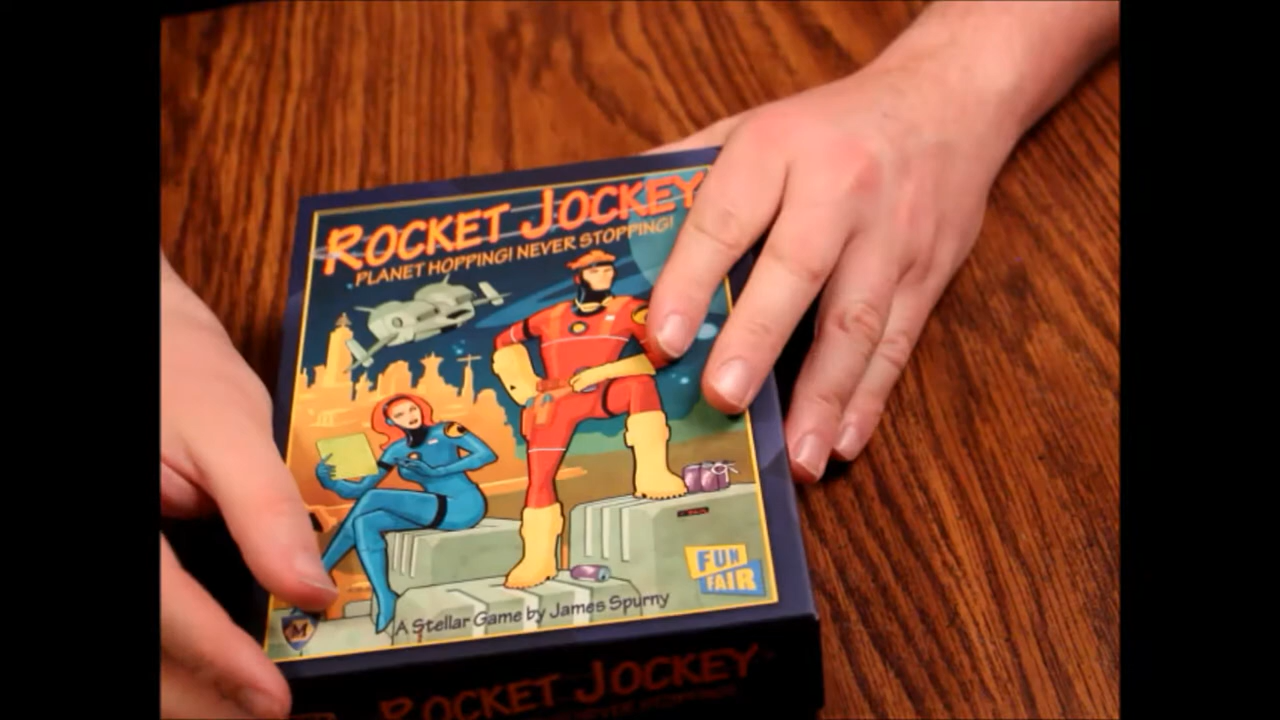 ROCKET JOCKEY
PLANET HOPPING! NEVER STOPPING!
FUN
FAIR
M
A Stellar Game by James Spurny
ROCKET JOCKEY